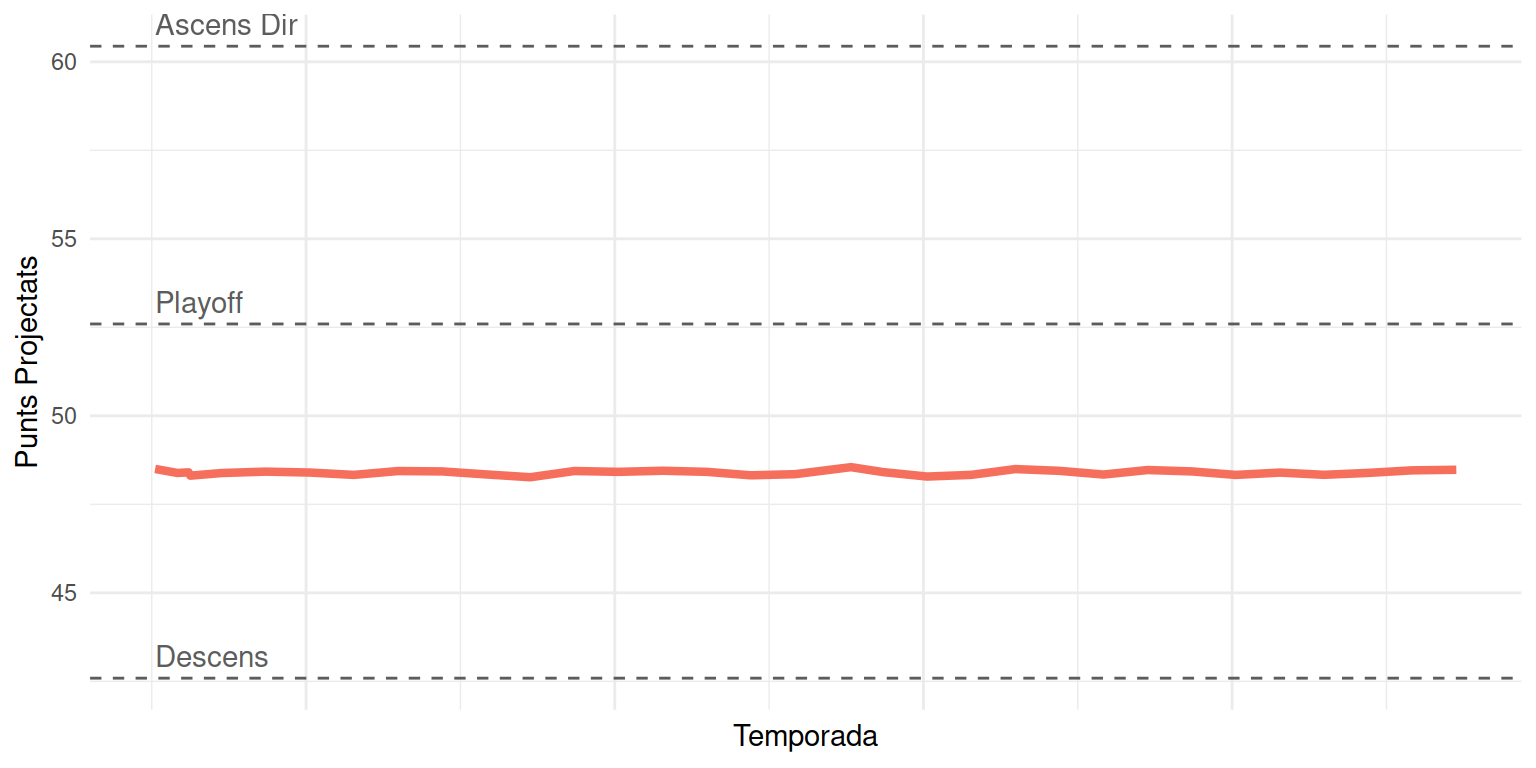 Ascens Dir
60
55
Playoff
50
45
Descens
Punts Projectats
Temporada